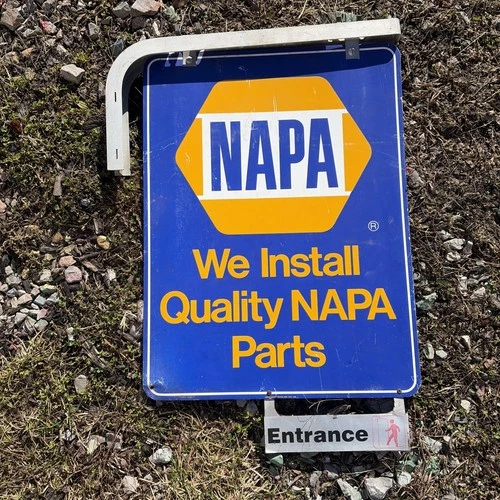 NAPA
®
We Install
Quality NAPA
Parts
Entrance